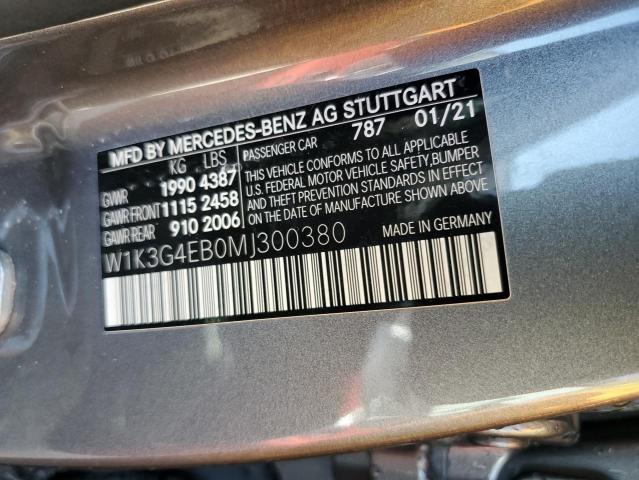 MFD BY MERCEDES-BENZ AG STUTTGART
KG LBS PASSENGER CAR 787 01/21
GVWR 1990 4387
GAWR FRONT 1115 2458
GAWR REAR 910 2006
THIS VEHICLE CONFORMS TO ALL APPLICABLE
U.S. FEDERAL MOTOR VEHICLE SAFETY, BUMPER
AND THEFT PREVENTION STANDARDS IN EFFECT
ON THE DATE OF MANUFACTURE SHOWN ABOVE
W1K3G4EB0MJ300380
MADE IN GERMANY